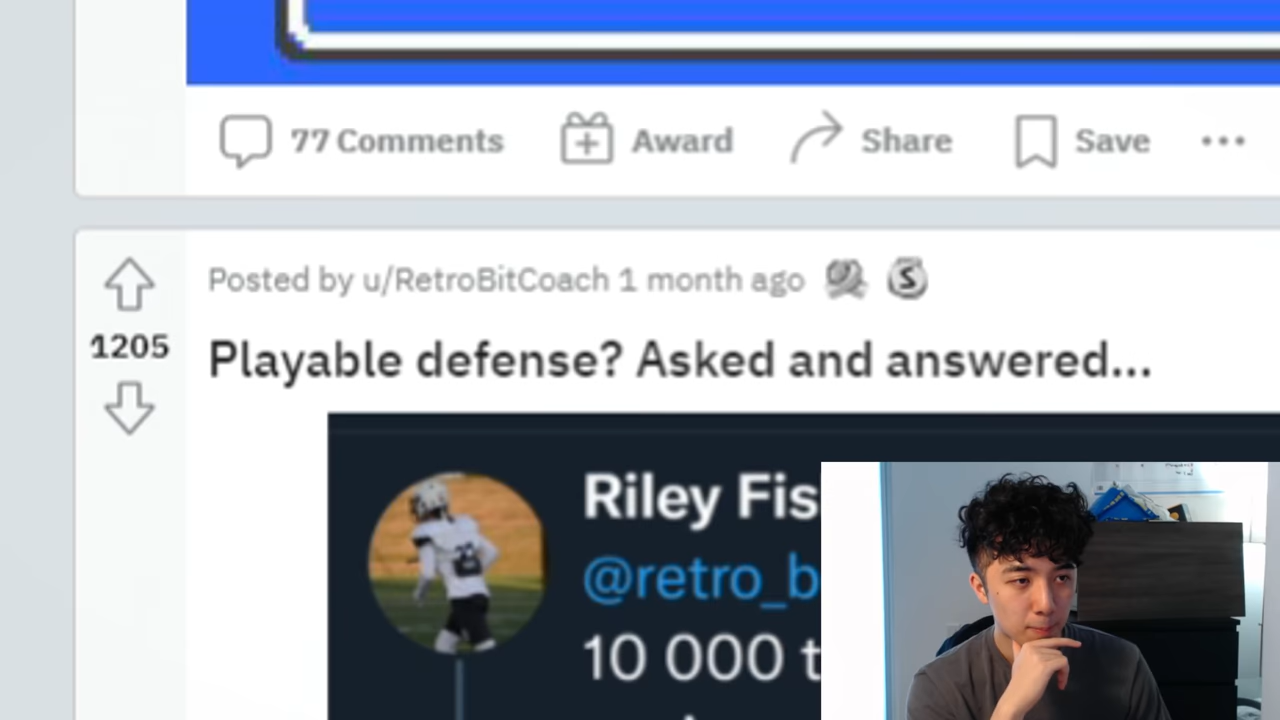 77 Comments Award Share Save
Posted by u/RetroBitCoach 1 month ago
1205
Playable defense? Asked and answered...
Riley Fis
@retro_b
10 000 t